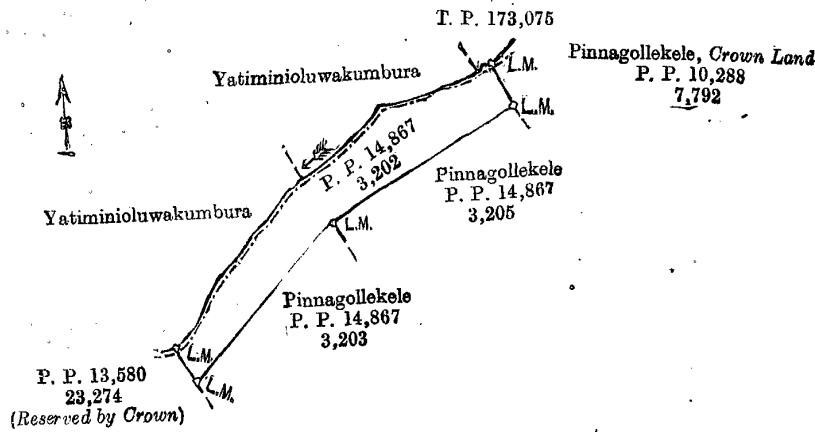 T. P. 173,075
Pinnagollekele, Crown Land
P. P. 10,288
7,792
Yatiminioluwakumbura
L.M.
L.M.
P. P. 14,867
3,202
Pinnagollekele
P. P. 14,867
3,205
Yatiminioluwakumbura
L.M.
Pinnagollekele
P. P. 14,867
3,203
L.M.
L.M.
P. P. 13,580
23,274
(Reserved by Crown)